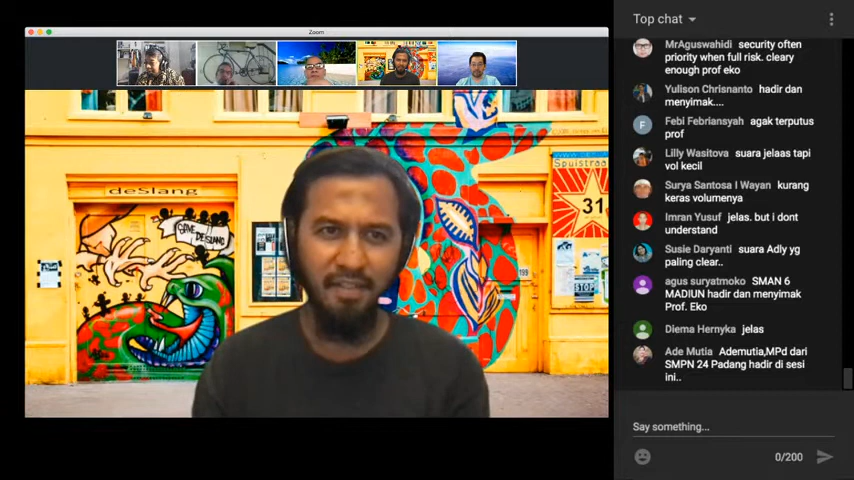 Zoom
deSlang
SAVE
DE SLANG
Spuistraat
31
199
STOP
Top chat
MrAguswahidi security often
priority when full risk. cleary
enough prof eko
Yulison Chrisnanto hadir dan
menyimak....
F
Febi Febriansyah agak terputus
prof
Lilly Wasitova suara jelaas tapi
vol kecil
Surya Santosa I Wayan kurang
keras volumenya
Imran Yusuf jelas. but i dont
understand
Susie Daryanti suara Adly yg
paling clear..
agus suryatmoko SMAN 6
MADIUN hadir dan menyimak
Prof. Eko
Diema Hernyka jelas
Ade Mutia Ademutia,MPd dari
SMPN 24 Padang hadir di sesi
ini..
Say something...
0/200